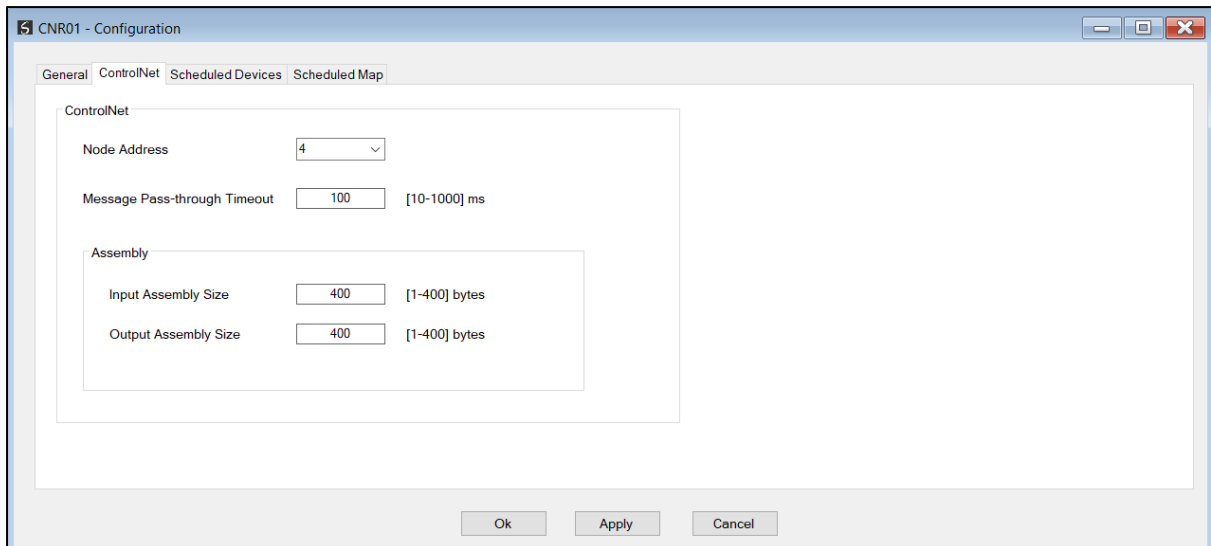 CNR01 - Configuration
General ControlNet Scheduled Devices Scheduled Map
ControlNet
Node Address 4
Message Pass-through Timeout 100 [10-1000] ms
Assembly
Input Assembly Size 400 [1-400] bytes
Output Assembly Size 400 [1-400] bytes
Ok Apply Cancel